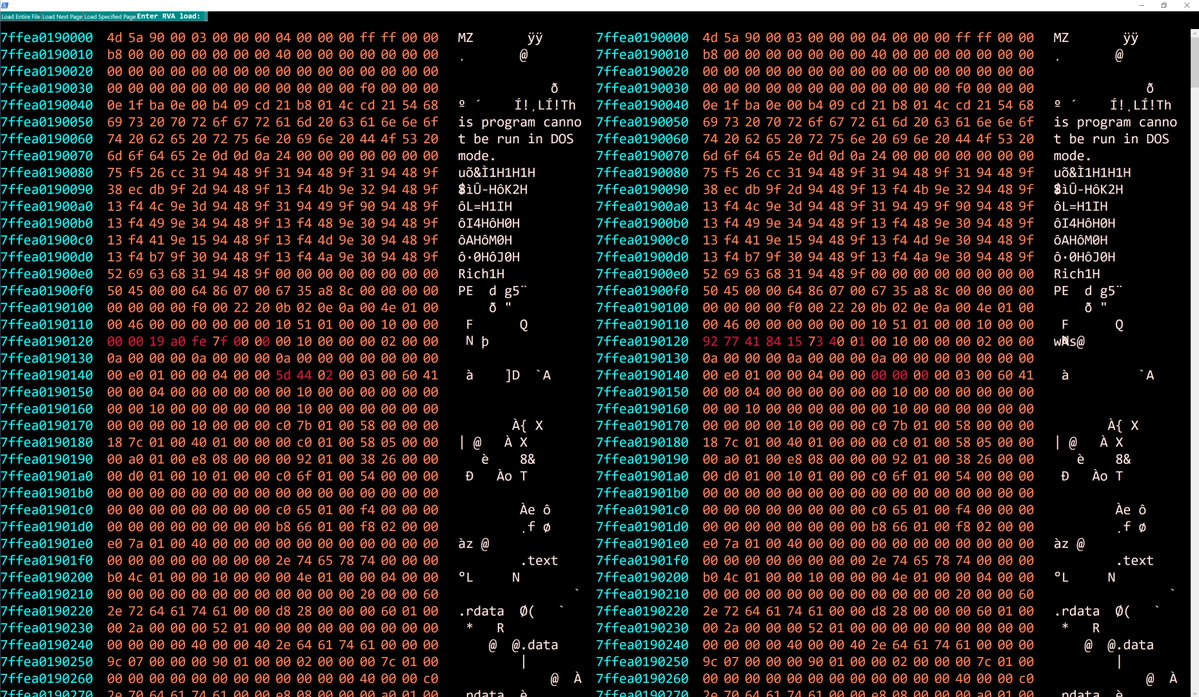 Load Entire File Load Next Page Load Specified Page Enter RVA load:
7ffea0190000 4d 5a 90 00 03 00 00 00 04 00 00 00 ff ff 00 00 MZ ÿÿ 7ffea0190000 4d 5a 90 00 03 00 00 00 04 00 00 00 ff ff 00 00 MZ ÿÿ
7ffea0190010 b8 00 00 00 00 00 00 00 40 00 00 00 00 00 00 00 . @ 7ffea0190010 b8 00 00 00 00 00 00 00 40 00 00 00 00 00 00 00 . @
7ffea0190020 00 00 00 00 00 00 00 00 00 00 00 00 00 00 00 00 7ffea0190020 00 00 00 00 00 00 00 00 00 00 00 00 00 00 00 00
7ffea0190030 00 00 00 00 00 00 00 00 00 00 00 00 f0 00 00 00 ð 7ffea0190030 00 00 00 00 00 00 00 00 00 00 00 00 f0 00 00 00 ð
7ffea0190040 0e 1f ba 0e 00 b4 09 cd 21 b8 01 4c cd 21 54 68 º ´ Í!¸LÍ!Th 7ffea0190040 0e 1f ba 0e 00 b4 09 cd 21 b8 01 4c cd 21 54 68 º ´ Í!¸LÍ!Th
7ffea0190050 69 73 20 70 72 6f 67 72 61 6d 20 63 61 6e 6e 6f is program canno 7ffea0190050 69 73 20 70 72 6f 67 72 61 6d 20 63 61 6e 6e 6f is program canno
7ffea0190060 74 20 62 65 20 72 75 6e 20 69 6e 20 44 4f 53 20 t be run in DOS 7ffea0190060 74 20 62 65 20 72 75 6e 20 69 6e 20 44 4f 53 20 t be run in DOS
7ffea0190070 6d 6f 64 65 2e 0d 0d 0a 24 00 00 00 00 00 00 00 mode. 7ffea0190070 6d 6f 64 65 2e 0d 0d 0a 24 00 00 00 00 00 00 00 mode.
7ffea0190080 75 f5 26 cc 31 94 48 9f 31 94 48 9f 31 94 48 9f uõ&Ì1H1H1H 7ffea0190080 75 f5 26 cc 31 94 48 9f 31 94 48 9f 31 94 48 9f uõ&Ì1H1H1H
7ffea0190090 38 ec db 9f 2d 94 48 9f 13 f4 4b 9e 32 94 48 9f 8ìÛ-HôK2H 7ffea0190090 38 ec db 9f 2d 94 48 9f 13 f4 4b 9e 32 94 48 9f 8ìÛ-HôK2H
7ffea01900a0 13 f4 4c 9e 3d 94 48 9f 31 94 49 9f 90 94 48 9f ôL=H1IH 7ffea01900a0 13 f4 4c 9e 3d 94 48 9f 31 94 49 9f 90 94 48 9f ôL=H1IH
7ffea01900b0 13 f4 49 9e 34 94 48 9f 13 f4 48 9e 30 94 48 9f ôI4HôH0H 7ffea01900b0 13 f4 49 9e 34 94 48 9f 13 f4 48 9e 30 94 48 9f ôI4HôH0H
7ffea01900c0 13 f4 41 9e 15 94 48 9f 13 f4 4d 9e 30 94 48 9f ôAHôM0H 7ffea01900c0 13 f4 41 9e 15 94 48 9f 13 f4 4d 9e 30 94 48 9f ôAHôM0H
7ffea01900d0 13 f4 b7 9f 30 94 48 9f 13 f4 4a 9e 30 94 48 9f ô·0HôJ0H 7ffea01900d0 13 f4 b7 9f 30 94 48 9f 13 f4 4a 9e 30 94 48 9f ô·0HôJ0H
7ffea01900e0 52 69 63 68 31 94 48 9f 00 00 00 00 00 00 00 00 Rich1H 7ffea01900e0 52 69 63 68 31 94 48 9f 00 00 00 00 00 00 00 00 Rich1H
7ffea01900f0 50 45 00 00 64 86 07 00 67 35 a8 8c 00 00 00 00 PE d g5¨ 7ffea01900f0 50 45 00 00 64 86 07 00 67 35 a8 8c 00 00 00 00 PE d g5¨
7ffea0190100 00 00 00 00 f0 00 22 20 0b 02 0e 0a 00 4e 01 00 ð " 7ffea0190100 00 00 00 00 f0 00 22 20 0b 02 0e 0a 00 4e 01 00 ð "
7ffea0190110 00 46 00 00 00 00 00 00 10 51 01 00 00 10 00 00 F Q 7ffea0190110 00 46 00 00 00 00 00 00 10 51 01 00 00 10 00 00 F Q
7ffea0190120 00 00 19 a0 fe 7f 00 00 00 10 00 00 00 02 00 00 N þ 7ffea0190120 92 77 41 84 15 73 40 01 00 10 00 00 00 02 00 00
7ffea0190130 0a 00 00 00 0a 00 00 00 0a 00 00 00 00 00 00 00 7ffea0190130 0a 00 00 00 0a 00 00 00 0a 00 00 00 00 00 00 00
7ffea0190140 00 e0 01 00 00 04 00 00 5d 44 02 00 03 00 60 41 à ]D `A 7ffea0190140 00 e0 01 00 00 04 00 00 00 00 00 00 03 00 60 41 à `A
7ffea0190150 00 00 04 00 00 00 00 00 00 10 00 00 00 00 00 00 7ffea0190150 00 00 04 00 00 00 00 00 00 10 00 00 00 00 00 00
7ffea0190160 00 00 10 00 00 00 00 00 00 10 00 00 00 00 00 00 7ffea0190160 00 00 10 00 00 00 00 00 00 10 00 00 00 00 00 00
7ffea0190170 00 00 00 00 10 00 00 00 c0 7b 01 00 58 00 00 00 À{ X 7ffea0190170 00 00 00 00 10 00 00 00 c0 7b 01 00 58 00 00 00 À{ X
7ffea0190180 18 7c 01 00 40 01 00 00 00 c0 01 00 58 05 00 00 | @ À X 7ffea0190180 18 7c 01 00 40 01 00 00 00 c0 01 00 58 05 00 00 | @ À X
7ffea0190190 00 a0 01 00 e8 08 00 00 00 92 01 00 38 26 00 00 è 8& 7ffea0190190 00 a0 01 00 e8 08 00 00 00 92 01 00 38 26 00 00 è 8&
7ffea01901a0 00 d0 01 00 10 01 00 00 c0 6f 01 00 54 00 00 00 Ð Ào T 7ffea01901a0 00 d0 01 00 10 01 00 00 c0 6f 01 00 54 00 00 00 Ð Ào T
7ffea01901b0 00 00 00 00 00 00 00 00 00 00 00 00 00 00 00 00 7ffea01901b0 00 00 00 00 00 00 00 00 00 00 00 00 00 00 00 00
7ffea01901c0 00 00 00 00 00 00 00 00 c0 65 01 00 f4 00 00 00 Àe ô 7ffea01901c0 00 00 00 00 00 00 00 00 c0 65 01 00 f4 00 00 00 Àe ô
7ffea01901d0 00 00 00 00 00 00 00 00 b8 66 01 00 f8 02 00 00 ¸f ø 7ffea01901d0 00 00 00 00 00 00 00 00 b8 66 01 00 f8 02 00 00 ¸f ø
7ffea01901e0 e0 7a 01 00 40 00 00 00 00 00 00 00 00 00 00 00 àz @ 7ffea01901e0 e0 7a 01 00 40 00 00 00 00 00 00 00 00 00 00 00 àz @
7ffea01901f0 00 00 00 00 00 00 00 00 2e 74 65 78 74 00 00 00 .text 7ffea01901f0 00 00 00 00 00 00 00 00 2e 74 65 78 74 00 00 00 .text
7ffea0190200 b0 4c 01 00 00 10 00 00 00 4e 01 00 00 04 00 00 °L N 7ffea0190200 b0 4c 01 00 00 10 00 00 00 4e 01 00 00 04 00 00 °L N
7ffea0190210 00 00 00 00 00 00 00 00 00 00 00 00 20 00 00 60 ` 7ffea0190210 00 00 00 00 00 00 00 00 00 00 00 00 20 00 00 60 `
7ffea0190220 2e 72 64 61 74 61 00 00 00 d8 28 00 00 00 60 01 00 .rdata Ø( ` 7ffea0190220 2e 72 64 61 74 61 00 00 00 d8 28 00 00 00 60 01 00 .rdata Ø( `
7ffea0190230 00 2a 00 00 00 52 01 00 00 00 00 00 00 00 00 00 * R 7ffea0190230 00 2a 00 00 00 52 01 00 00 00 00 00 00 00 00 00 * R
7ffea0190240 00 00 00 00 40 00 00 40 2e 64 61 74 61 00 00 00 @ @.data 7ffea0190240 00 00 00 00 40 00 00 40 2e 64 61 74 61 00 00 00 @ @.data
7ffea0190250 9c 07 00 00 00 90 01 00 00 02 00 00 00 7c 01 00 | 7ffea0190250 9c 07 00 00 00 90 01 00 00 02 00 00 00 7c 01 00 |
7ffea0190260 00 00 00 00 00 00 00 00 00 00 00 00 40 00 00 c0 @ À 7ffea0190260 00 00 00 00 00 00 00 00 00 00 00 00 40 00 00 c0 @ À
7ffea0190270 2e 70 64 61 74 61 00 00 e8 08 00 00 00 a0 01 00 .pdata è 7ffea0190270 2e 70 64 61 74 61 00 00 e8 08 00 00 00 a0 01 00 .pdata è